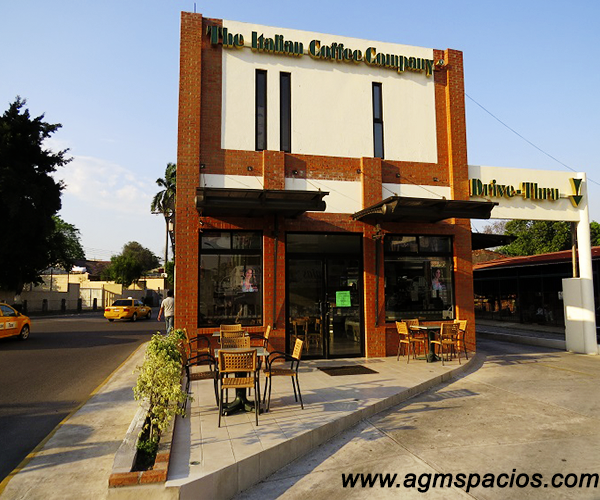 "The Italian Coffee Company"
Drive-Thru
www.agmspacios.com